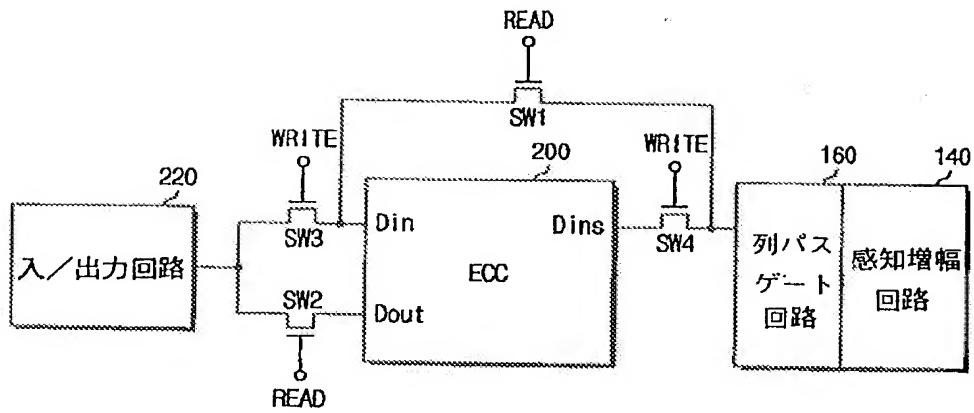 READ
SW1
WRITE
200
WRITE
160
140
220
SW3
Din
Dins
SW4
入／出力回路
ECC
列パス
ゲート
回路
感知増幅
回路
SW2
Dout
READ